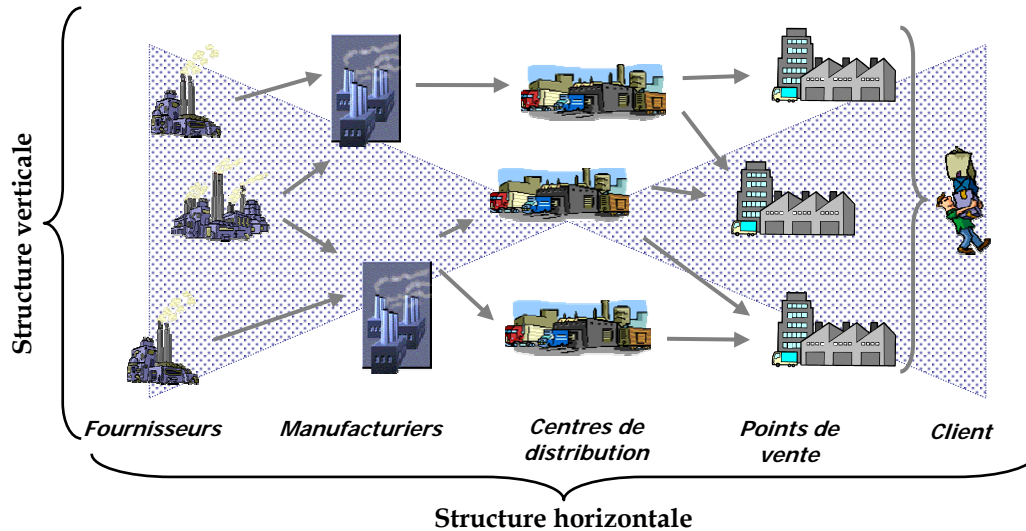 Structure verticale
Fournisseurs
Manufacturiers
Centres de
distribution
Points de
vente
Client
Structure horizontale